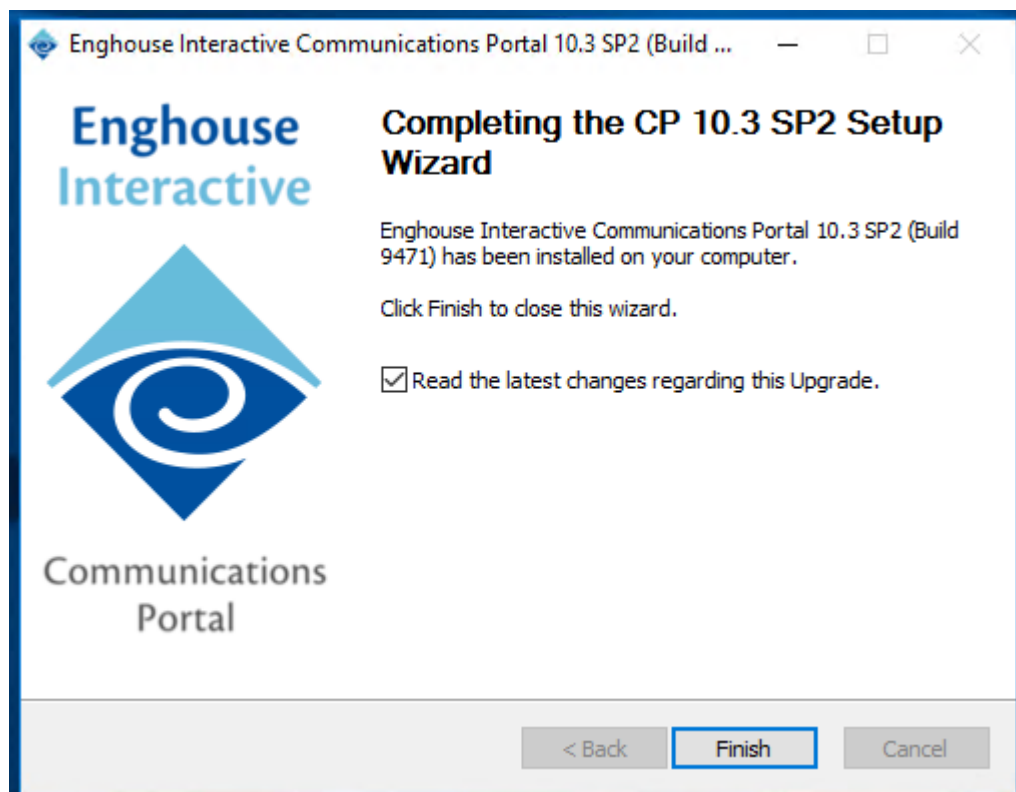 Enghouse Interactive Communications Portal 10.3 SP2 (Build ...
Enghouse
Interactive
Communications
Portal
Completing the CP 10.3 SP2 Setup
Wizard
Enghouse Interactive Communications Portal 10.3 SP2 (Build
9471) has been installed on your computer.
Click Finish to close this wizard.
Read the latest changes regarding this Upgrade.
< Back
Finish
Cancel